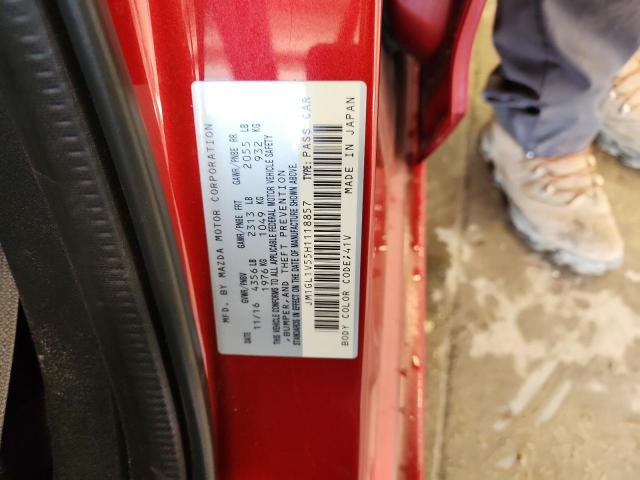 MFD. BY MAZDA MOTOR CORPORATION
DATE GVWR/PNBV GAWR/PNBE FRT GAWR/PNBE RR
11/16 4356 LB 2313 LB 2055 LB
1976 KG 1049 KG 932 KG
THIS VEHICLE CONFORMS TO ALL APPLICABLE FEDERAL MOTOR VEHICLE SAFETY
,BUMPER,AND THEFT PREVENTION
STANDARDS IN EFFECT ON THE DATE OF MANUFACTURE SHOWN ABOVE.
JM1GL1V55H1118857 TYPE: PASS CAR
BODY COLOR CODE:41V MADE IN JAPAN